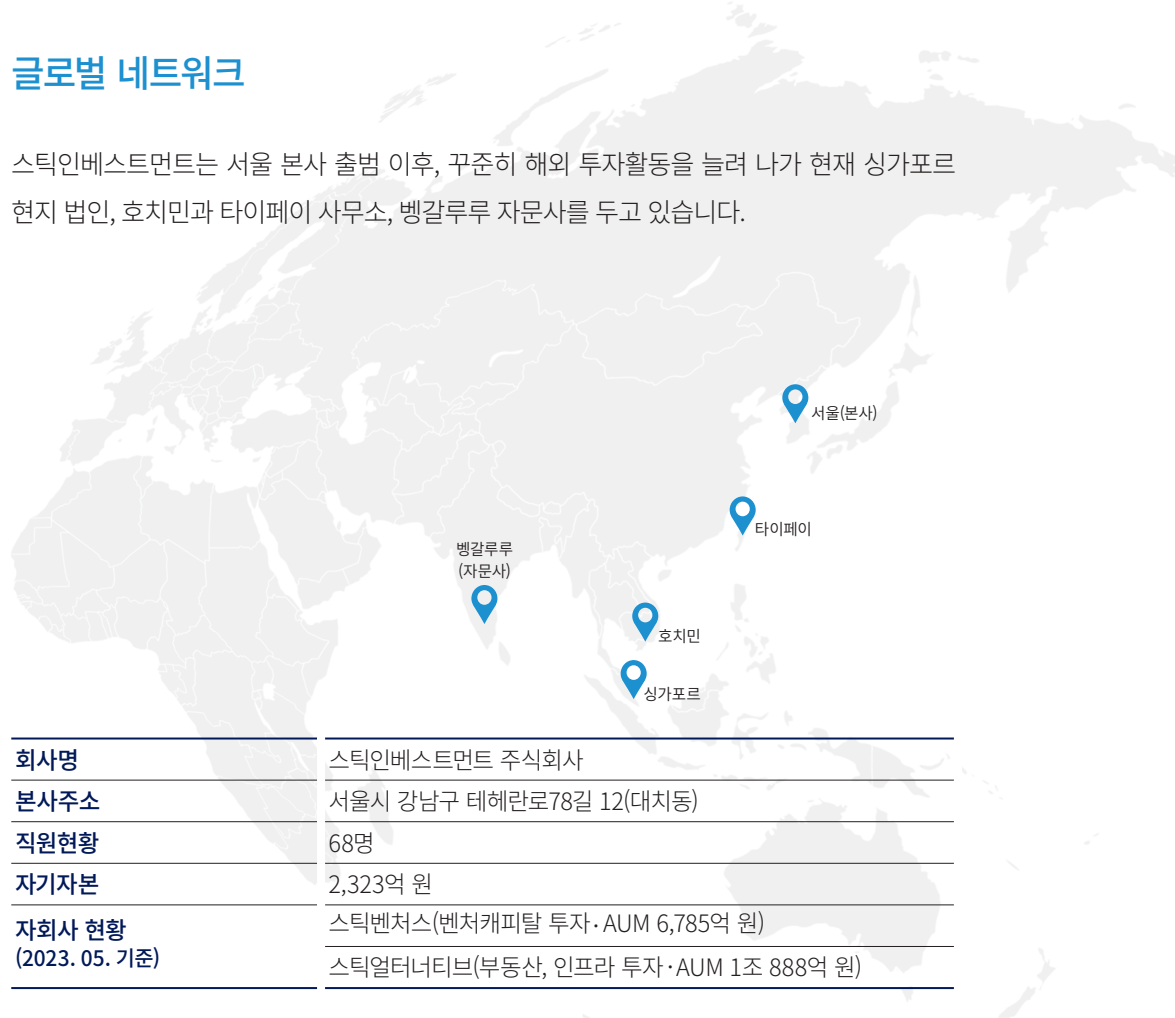 글로벌 네트워크
스틱인베스트먼트는 서울 본사 출범 이후, 꾸준히 해외 투자활동을 늘려 나가 현재 싱가포르
현지 법인, 호치민과 타이페이 사무소, 벵갈루루 자문사를 두고 있습니다.
서울(본사)
타이페이
벵갈루루
(자문사)
호치민
싱가포르
회사명 스틱인베스트먼트 주식회사
본사주소 서울시 강남구 테헤란로78길 12(대치동)
직원현황 68명
자기자본 2,323억 원
자회사 현황
(2023. 05. 기준)
스틱벤처스(벤처캐피탈 투자·AUM 6,785억 원)
스틱얼터너티브(부동산, 인프라 투자·AUM 1조 888억 원)